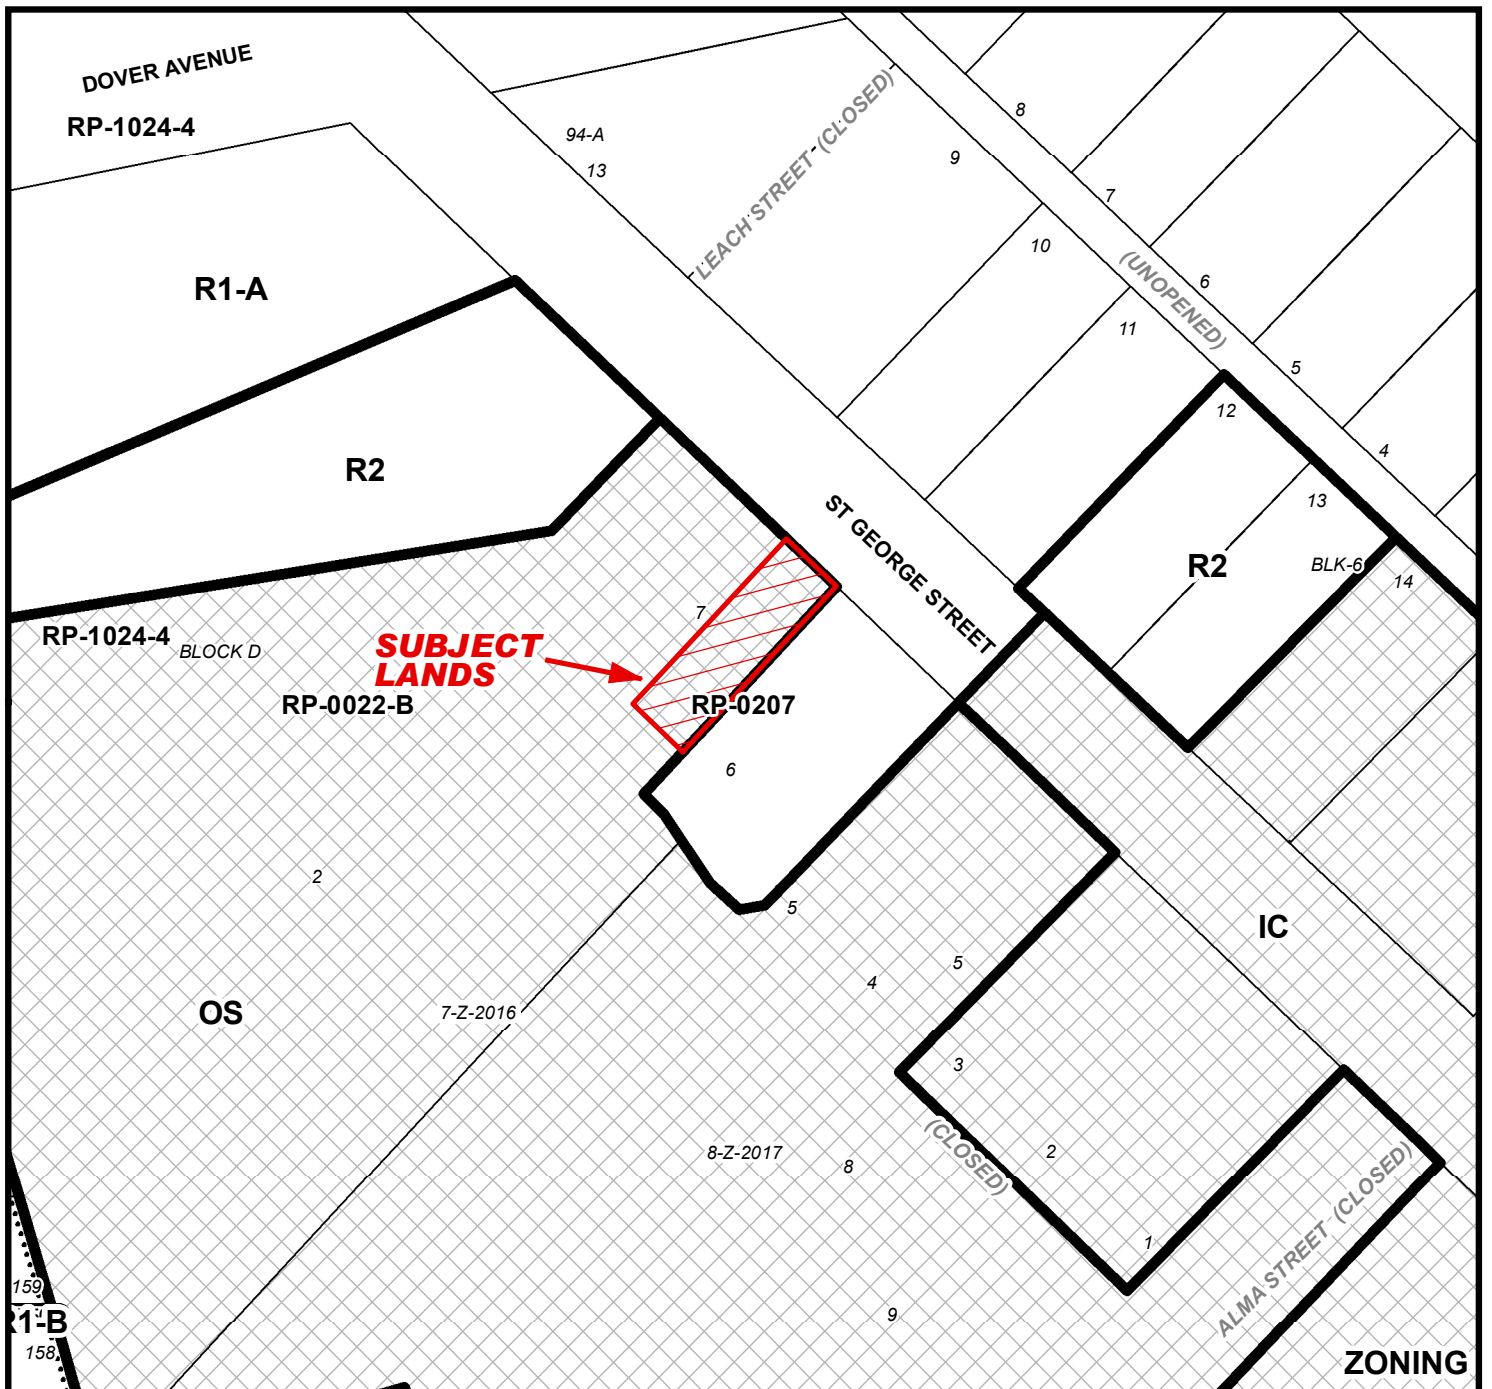 DOVER AVENUE
RP-1024-4
94-A
13
LEACH STREET (CLOSED)
8
9
7
10
(UNOPENED)
6
R1-A
11
5
12
4
R2
13
ST GEORGE STREET
R2
BLK-6
14
7
RP-1024-4
BLOCK D
SUBJECT
LANDS
RP-0022-B
RP-0207
6
2
5
IC
5
4
OS
7-Z-2016
3
(CLOSED)
2
8-Z-2017
8
ALMA STREET (CLOSED)
1
159
R1-B
9
158
ZONING